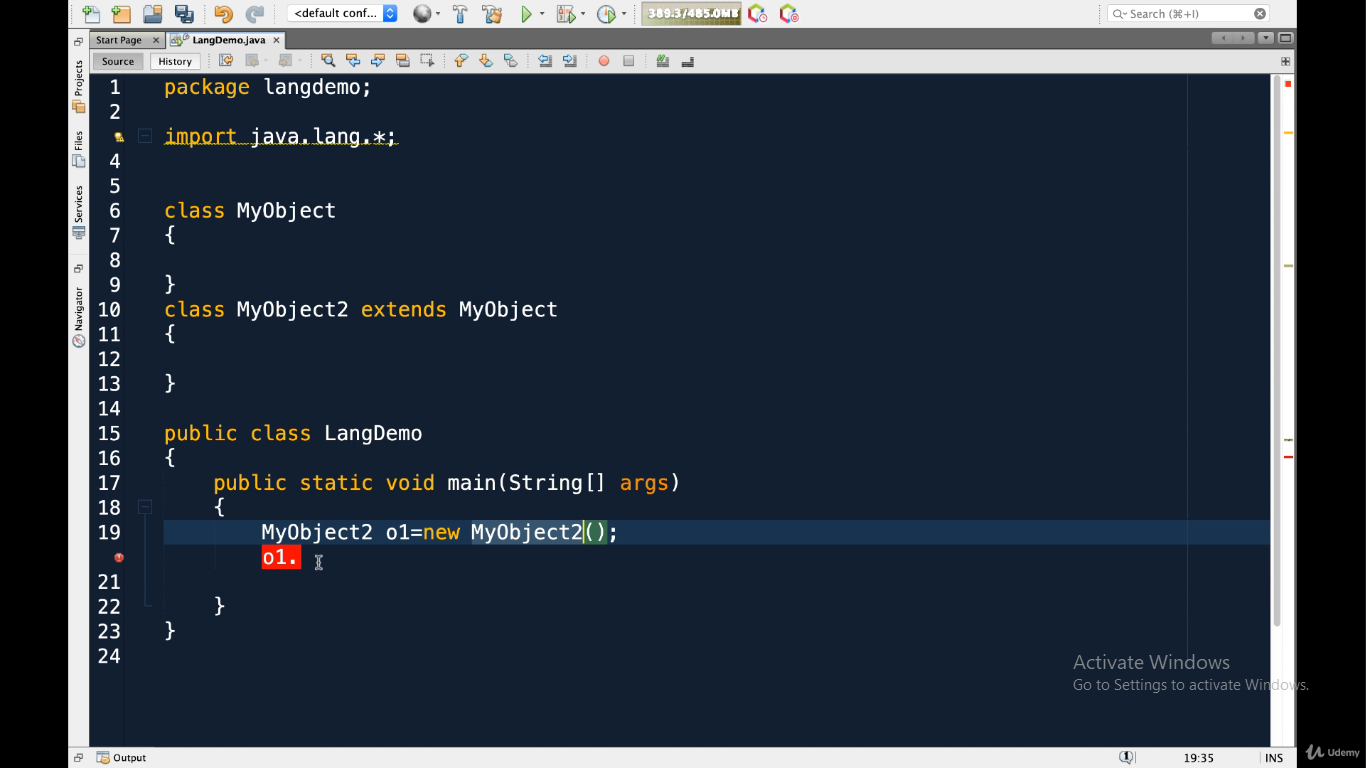 <default conf...
389.3/485.0MB
Search (⌘+I)
Start Page
LangDemo.java
Source
History
Projects
Files
Services
Navigator
1 package langdemo;
2
import java.lang.*;
4
5
6 class MyObject
7 {
8
9 }
10 class MyObject2 extends MyObject
11 {
12
13 }
14
15 public class LangDemo
16 {
17 public static void main(String[] args)
18 {
19 MyObject2 o1=new MyObject2();
o1.
21
22 }
23 }
24
Activate Windows
Go to Settings to activate Windows.
Output
1
19:35
INS
Udemy